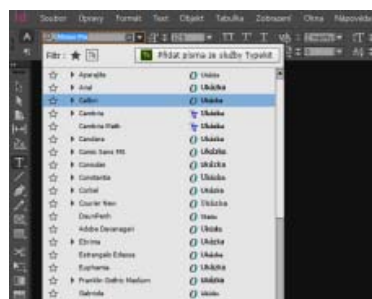 Id Soubor Úpravy Formát Text Objekt Tabulka Zobrazení Okna Nápověda
Filtr: Přidat písma ze služby Typekit
Aparajita Ukázka
Arial Ukázka
Calibri Ukázka
Cambria Ukázka
Cambria Math Ukázka
Candara Ukázka
Comic Sans MS Ukázka
Consolas Ukázka
Constantia Ukázka
Corbel Ukázka
Courier New Ukázka
DaunPenh Ukázka
Adobe Devanagari Ukázka
Ebrima Ukázka
Estrangelo Edessa Ukázka
Euphemia Ukázka
Franklin Gothic Medium Ukázka
Gabriola Ukázka